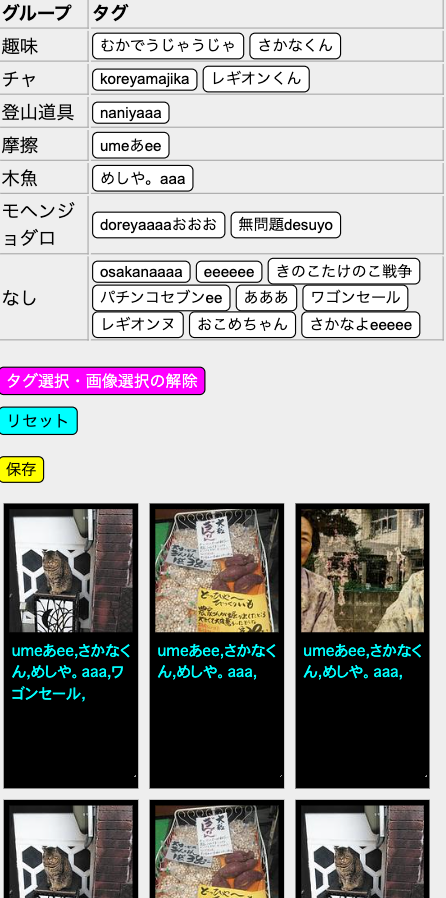 グループ タグ
趣味 むかでうじゃうじゃ さかなくん
チャ koreyamajika レギオンくん
登山道具 naniyaaa
摩擦 umeあee
木魚 めしや。aaa
モヘンジ
ョダロ
doreyaaaaおおお 無問題desuyo
なし
osakanaaaa eeeeee きのこたけのこ戦争
パチンコセブンee あああ ワゴンセール
レギオンヌ おこめちゃん さかなよeeeee
タグ選択・画像選択の解除
リセット
保存
umeあee,さかなく
ん,めしや。aaa,ワ
ゴンセール,
umeあee,さかなく
ん,めしや。aaa,
umeあee,さかなく
ん,めしや。aaa,